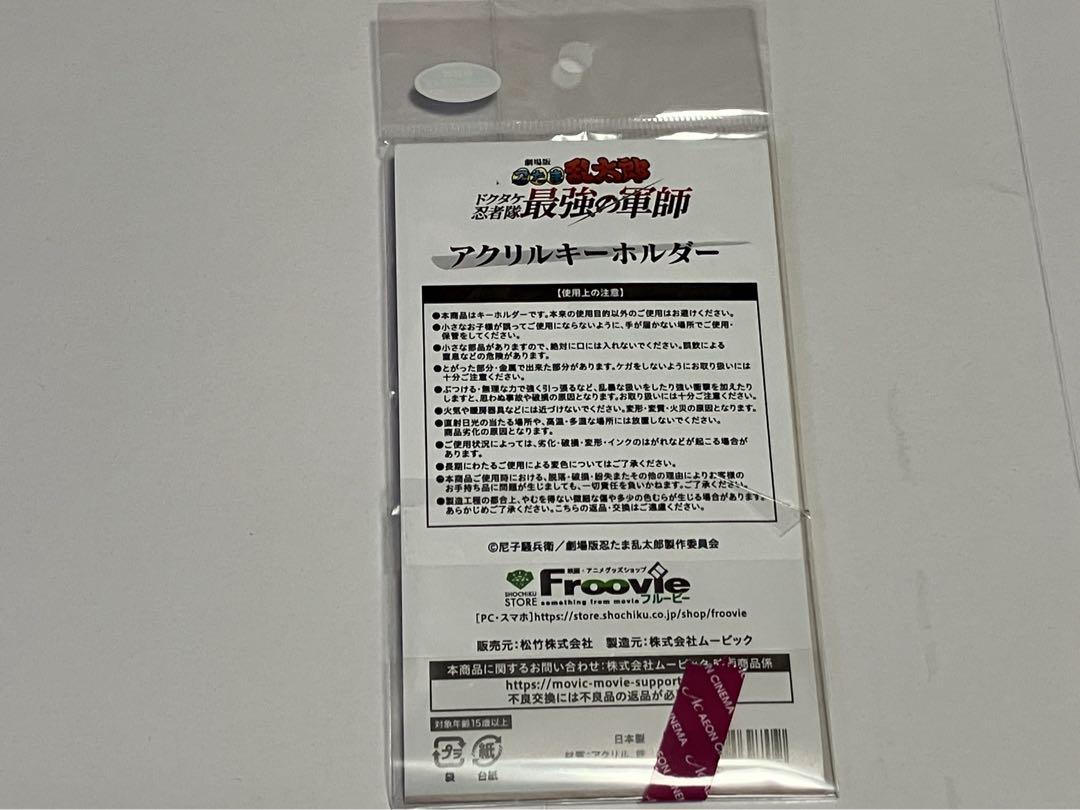 劇場版
忍たま乱太郎
ドクタケ忍者隊 最強の軍師
アクリルキーホルダー
【使用上の注意】
●本商品はキーホルダーです。本来の使用目的以外のご使用はお避けください。
●小さなお子様が誤ってご使用にならないように、手が届かない場所でご使用・
保管をしてください。
●小さな部品がありますので、絶対に口には入れないでください。誤飲による
窒息などの危険があります。
●とがった部分・金属で出来た部分があります。ケガをしないようにお取り扱いには
十分ご注意ください。
●ぶつける・無理な力で強く引っ張るなど、乱暴な扱いをしたり強い衝撃を加えたり
しますと、思わぬ事故や破損の原因となります。お取り扱いには十分ご注意ください。
●火気や暖房器具などには近づけないでください。変形・変質・火災の原因となります。
●直射日光の当たる場所や、高温・多湿な場所には放置しないでください。
商品劣化の原因となります。
●ご使用状況によっては、劣化・破損・変形・インクのはがれなどが起こる場合が
あります。
●長期にわたるご使用による変色についてはご了承ください。
●本商品ご使用時における、脱落・破損・紛失またその他の理由によりお客様の
お手持ち品に問題が生じましても、一切責任を負いかねます。ご了承ください。
●製造工程の都合上、やむを得ない微細な傷や多少の色むらが生じる場合があります。
あらかじめご了承ください。こちらの返品・交換はご遠慮ください。
©尼子騒兵衛／劇場版忍たま乱太郎製作委員会
映画・アニメグッズショップ
SHOCHIKU STORE Froovie
something from movie フルービー
［PC・スマホ］https://store.shochiku.co.jp/shop/froovie
販売元：松竹株式会社 製造元：株式会社ムービック
本商品に関するお問い合わせ：株式会社ムービック 商品係
https://movic-movie-support
不良交換には不良品の返品が必
対象年齢15歳以上
日本製
プラ 紙
袋 台紙
材質：アクリル
AEON CINEMA